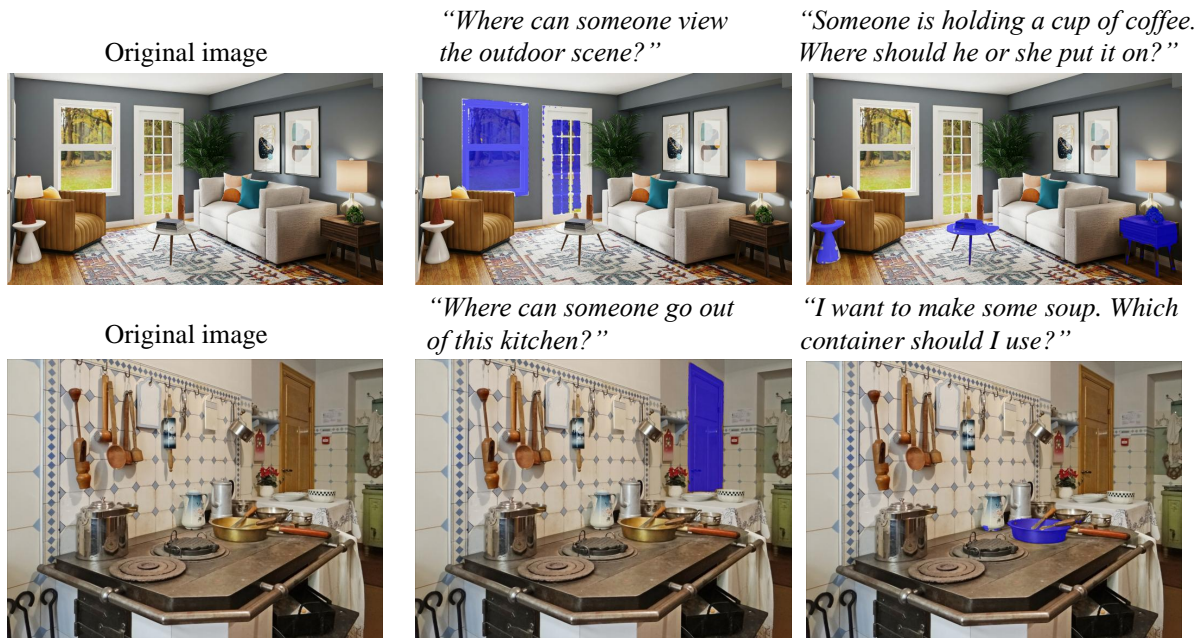 Original image
“Where can someone view
the outdoor scene?”
“Someone is holding a cup of coffee.
Where should he or she put it on?”
Original image
“Where can someone go out
of this kitchen?”
“I want to make some soup. Which
container should I use?”